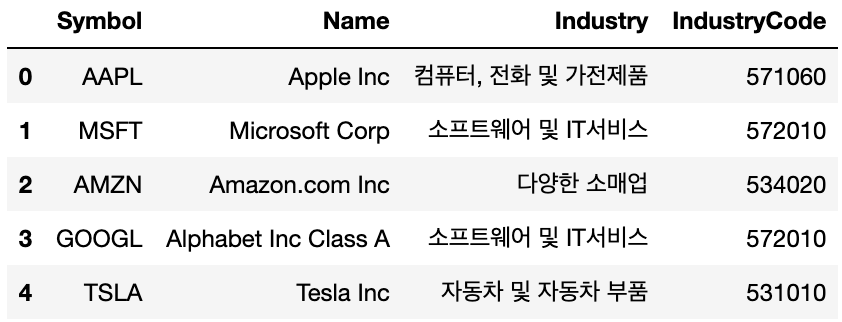 Symbol Name Industry IndustryCode
0 AAPL Apple Inc 컴퓨터, 전화 및 가전제품 571060
1 MSFT Microsoft Corp 소프트웨어 및 IT서비스 572010
2 AMZN Amazon.com Inc 다양한 소매업 534020
3 GOOGL Alphabet Inc Class A 소프트웨어 및 IT서비스 572010
4 TSLA Tesla Inc 자동차 및 자동차 부품 531010